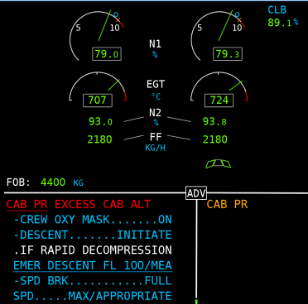 CLB
89.1%
5 10 5 10
79.0 N1 79.3
%
EGT
707 °C 724
93.0 N2 93.8
%
2180 FF 2180
KG/H
FOB: 4400 KG
ADV
CAB PR EXCESS CAB ALT CAB PR
-CREW OXY MASK.......ON
-DESCENT.......INITIATE
.IF RAPID DECOMPRESSION
EMER DESCENT FL 100/MEA
-SPD BRK...........FULL
SPD.....MAX/APPROPRIATE